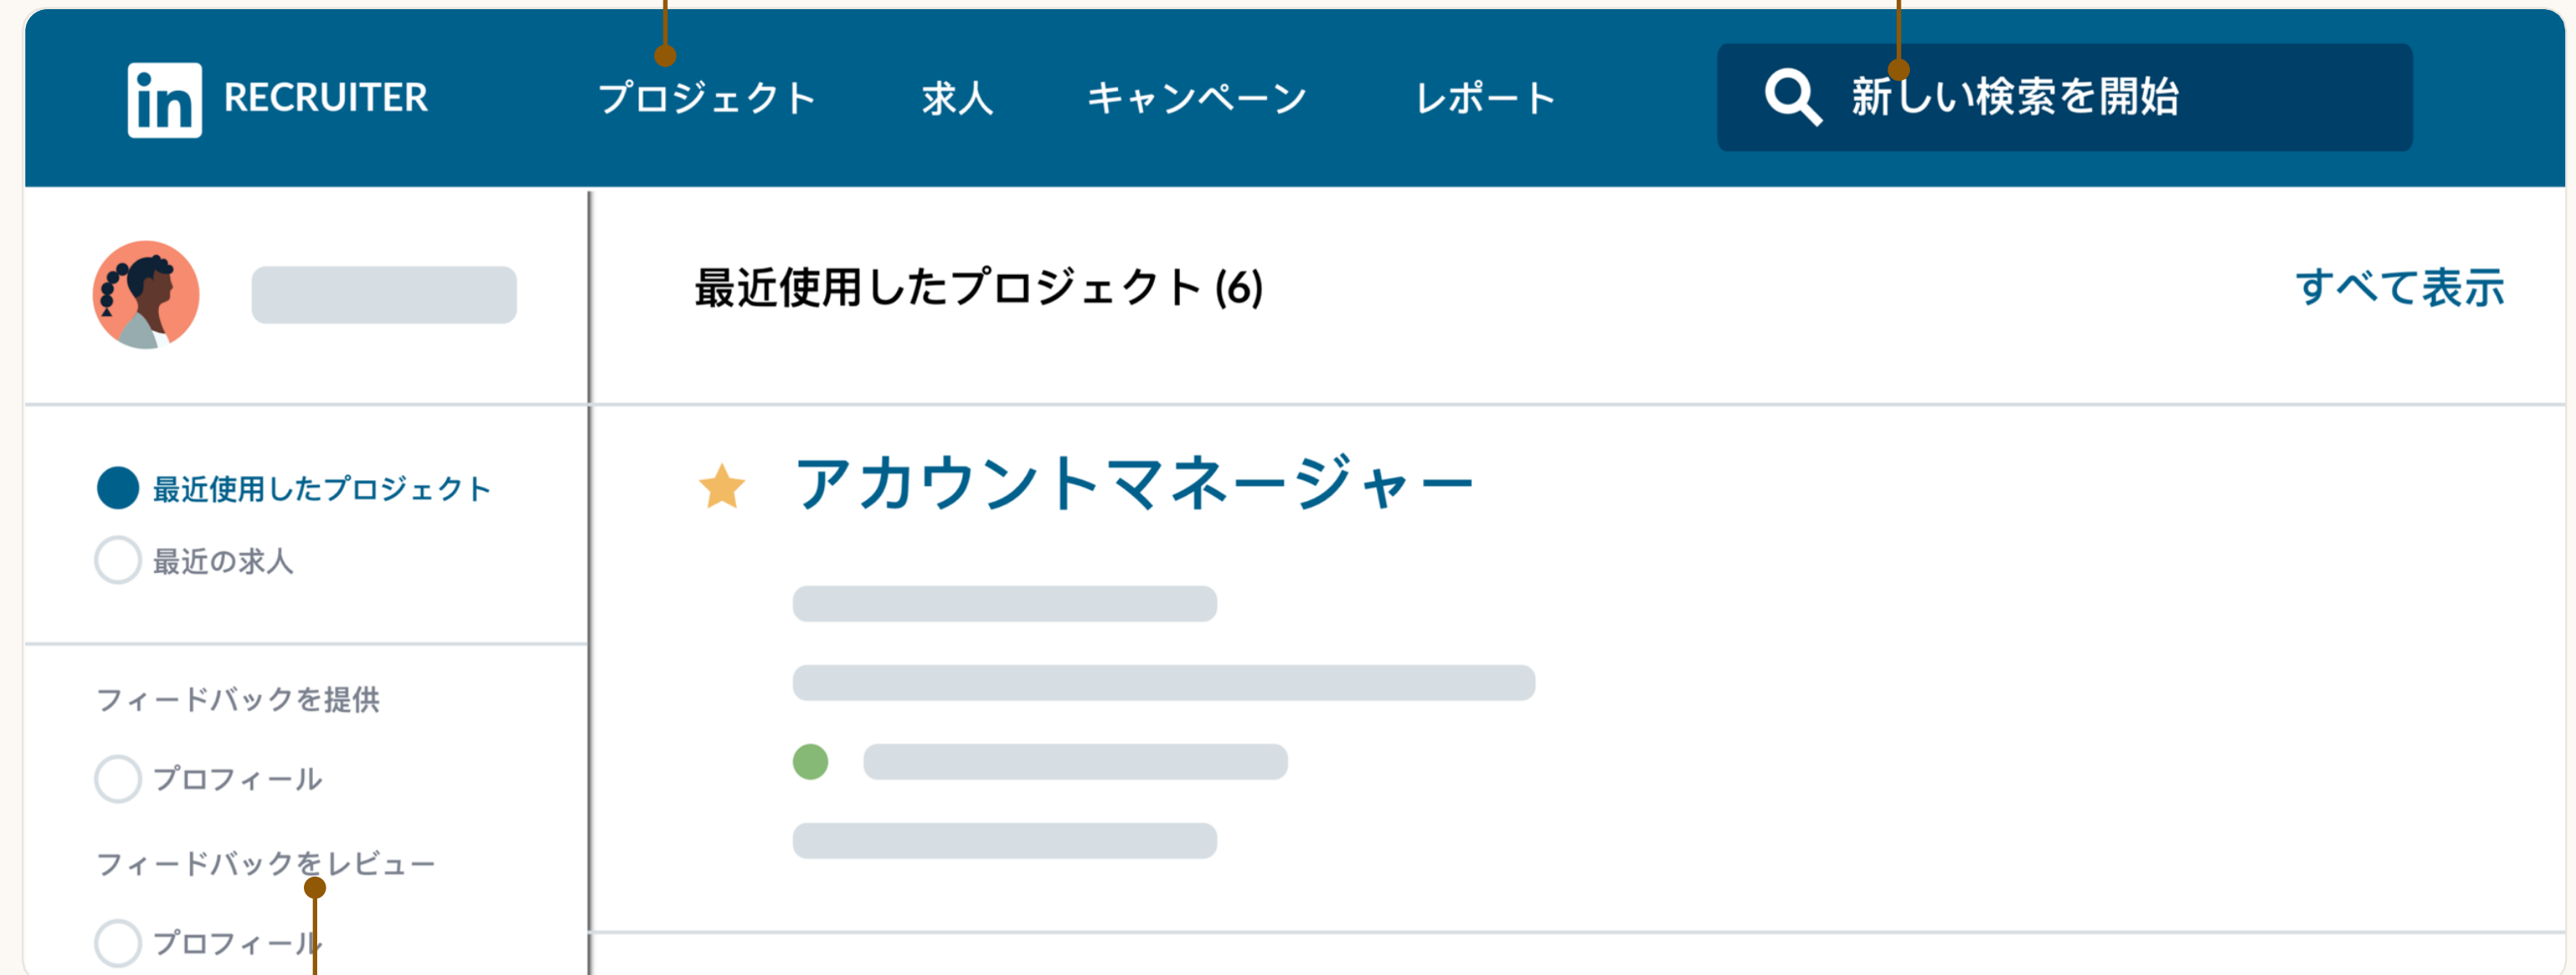 in RECRUITER プロジェクト 求人 キャンペーン レポート 新しい検索を開始
最近使用したプロジェクト (6) すべて表示
最近使用したプロジェクト
最近の求人
フィードバックを提供
プロフィール
フィードバックをレビュー
プロフィール
アカウントマネージャー